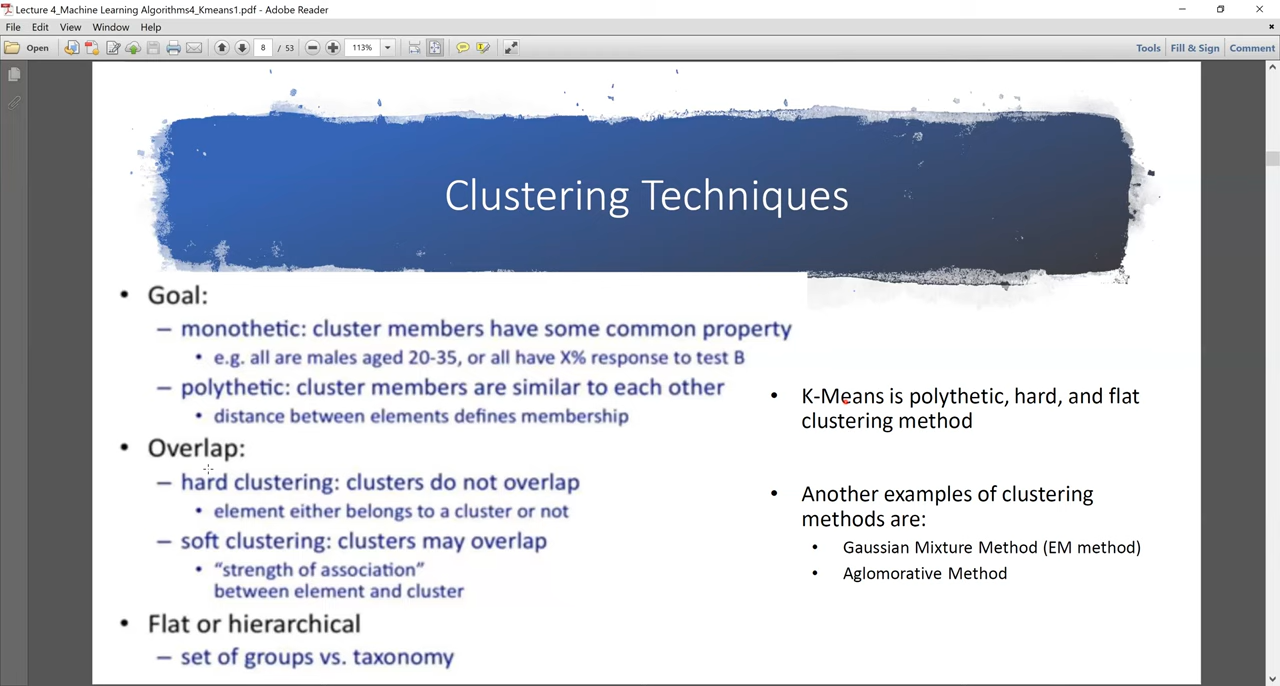 Lecture 4_Machine Learning Algorithms4_Kmeans1.pdf - Adobe Reader
File Edit View Window Help
Open 8 / 53 113% Tools Fill & Sign Comment
Clustering Techniques
• Goal:
– monothetic: cluster members have some common property
• e.g. all are males aged 20-35, or all have X% response to test B
– polythetic: cluster members are similar to each other
• distance between elements defines membership
• Overlap:
– hard clustering: clusters do not overlap
• element either belongs to a cluster or not
– soft clustering: clusters may overlap
• “strength of association”
between element and cluster
• Flat or hierarchical
– set of groups vs. taxonomy
• K-Means is polythetic, hard, and flat
clustering method
• Another examples of clustering
methods are:
• Gaussian Mixture Method (EM method)
• Aglomorative Method